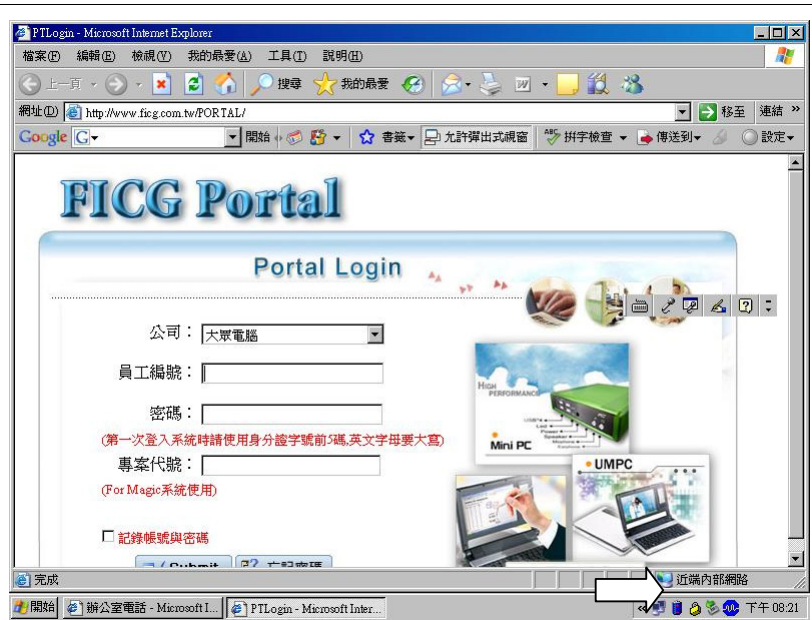 PTLogin - Microsoft Internet Explorer
檔案(F) 編輯(E) 檢視(V) 我的最愛(A) 工具(T) 說明(H)
上一頁 搜尋 我的最愛
網址(D) http://www.ficg.com.tw/PORTAL/ 移至 連結 »
Google G 開始 書籤 允許彈出式視窗 ABC 拼字檢查 傳送到 設定
FICG Portal
Portal Login
公司： 大眾電腦
員工編號：
密碼：
(第一次登入系統時請使用身分證字號前5碼,英文字母要大寫)
專案代號：
(For Magic系統使用)
記錄帳號與密碼
Submit 忘記密碼
HIGH PERFORMANCE
Mini PC
UMPC
完成 近端內部網路
開始 辦公室電話 - Microsoft I... PTLogin - Microsoft Inter... « 下午 08:21